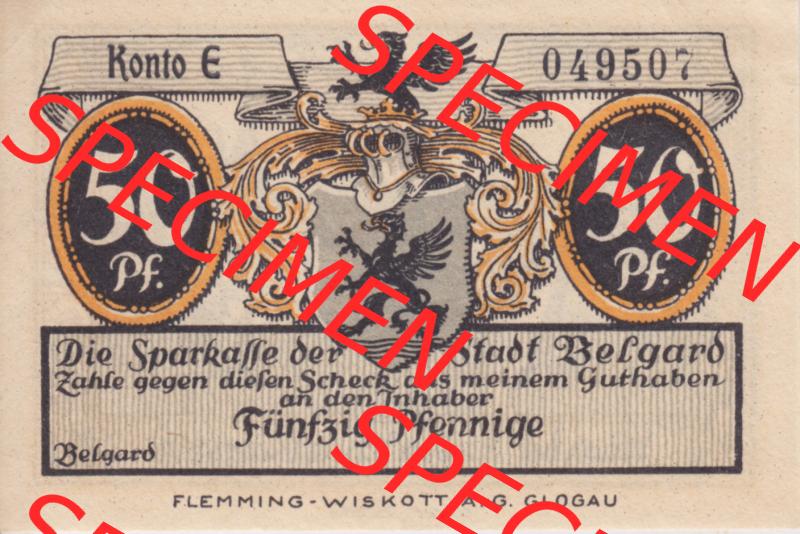 Konto E
049507
50
Pf.
50
Pf.
Die Sparkasse der Stadt Belgard
Zahle gegen diesen Scheck aus meinem Guthaben
an den Inhaber
Fünfzig Pfennige
Belgard
FLEMMING-WISKOTT A. G. GLOGAU
SPECIMEN
SPECIMEN
SPECIMEN